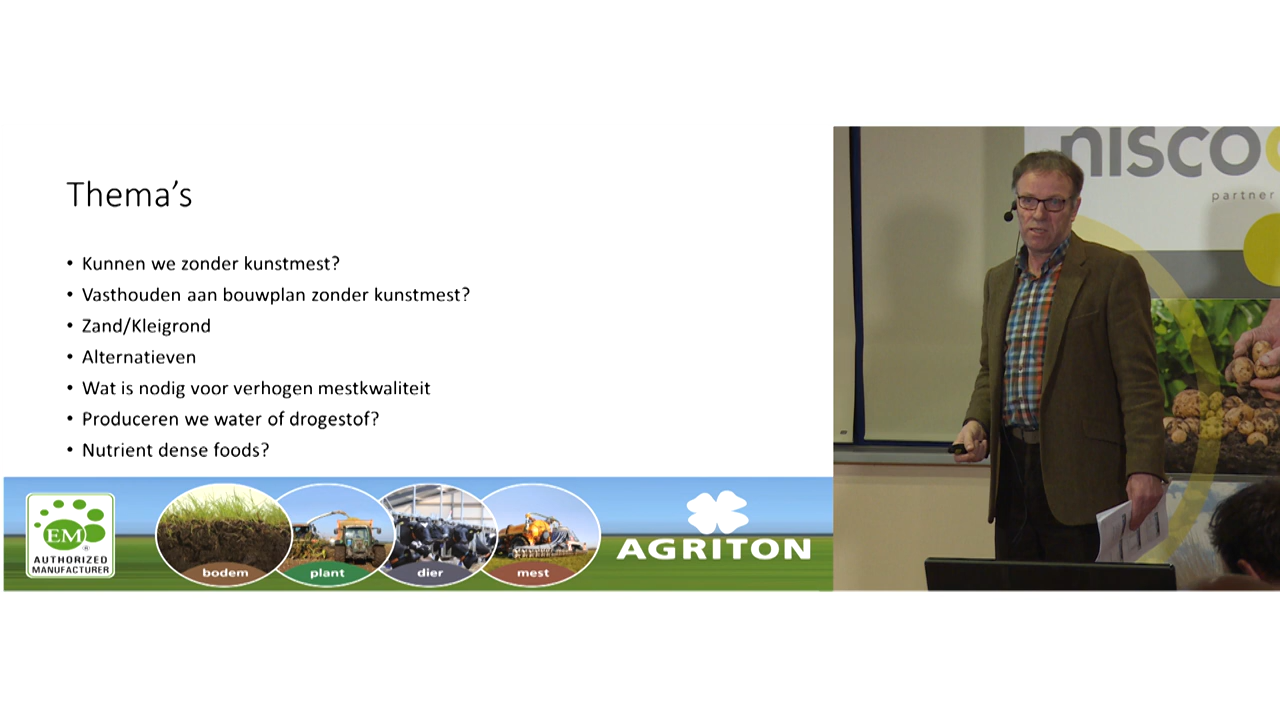 Thema's
• Kunnen we zonder kunstmest?
• Vasthouden aan bouwplan zonder kunstmest?
• Zand/Kleigrond
• Alternatieven
• Wat is nodig voor verhogen mestkwaliteit
• Produceren we water of drogestof?
• Nutrient dense foods?
EM®
AUTHORIZED
MANUFACTURER
bodem
plant
dier
mest
AGRITON
nisco
partner